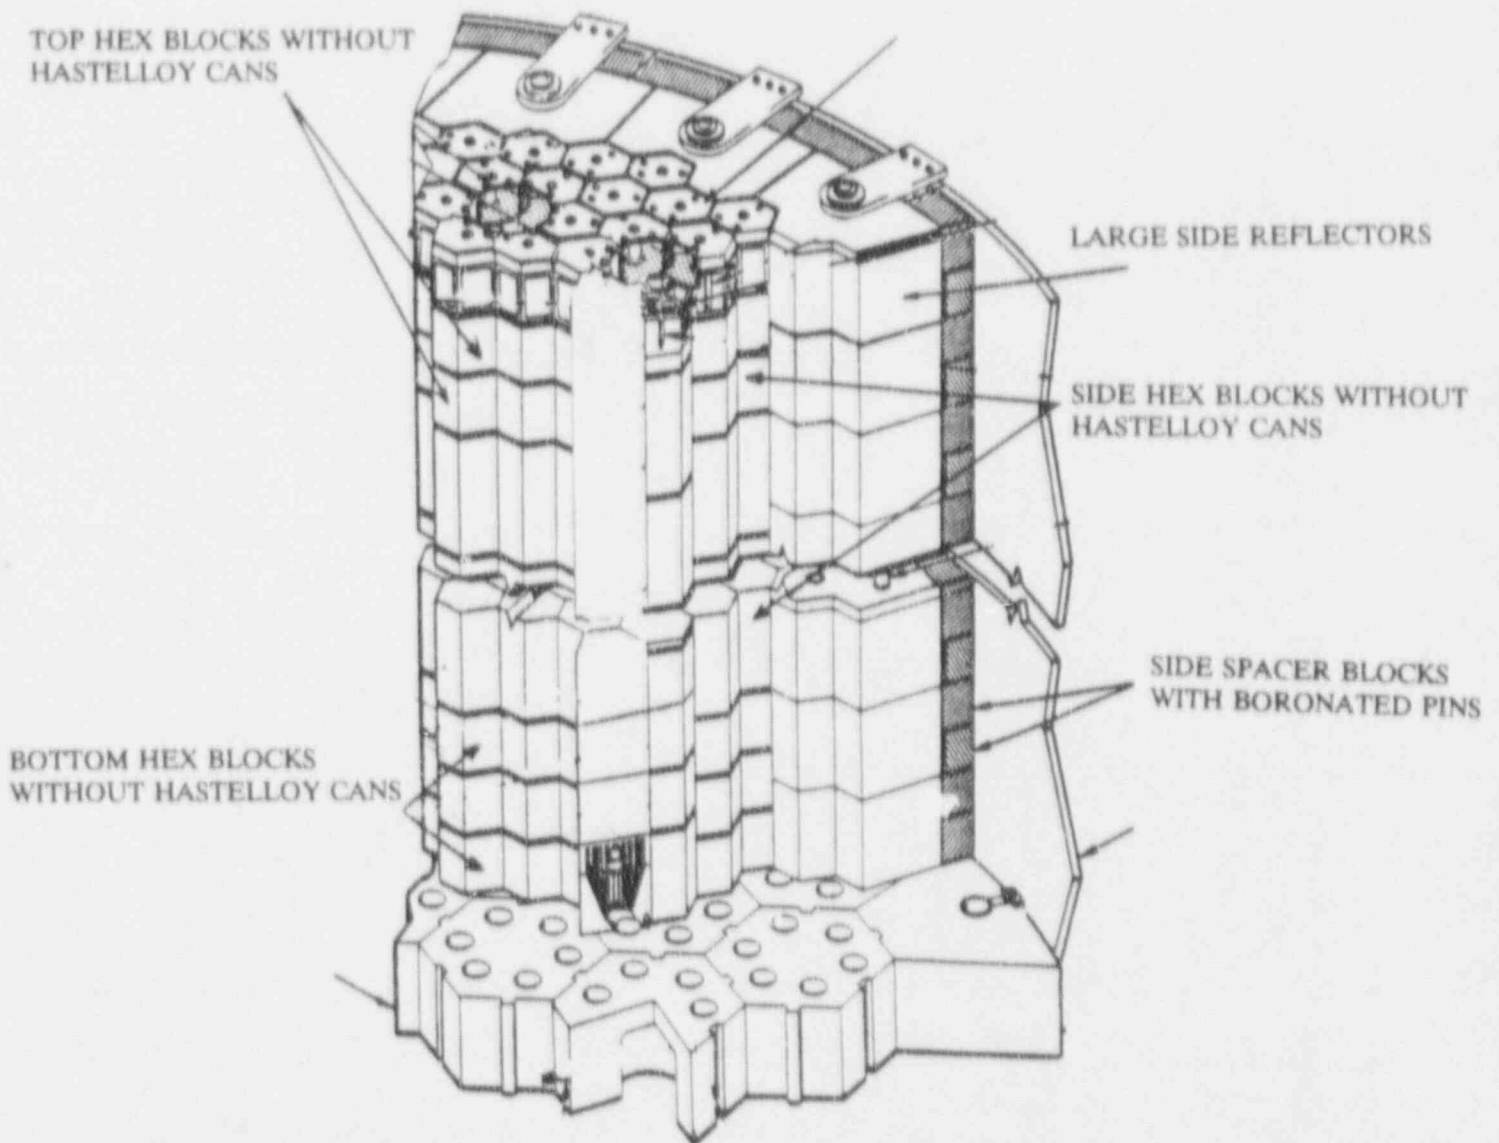 TOP HEX BLOCKS WITHOUT
HASTELLOY CANS
LARGE SIDE REFLECTORS
SIDE HEX BLOCKS WITHOUT
HASTELLOY CANS
SIDE SPACER BLOCKS
WITH BORONATED PINS
BOTTOM HEX BLOCKS
WITHOUT HASTELLOY CANS